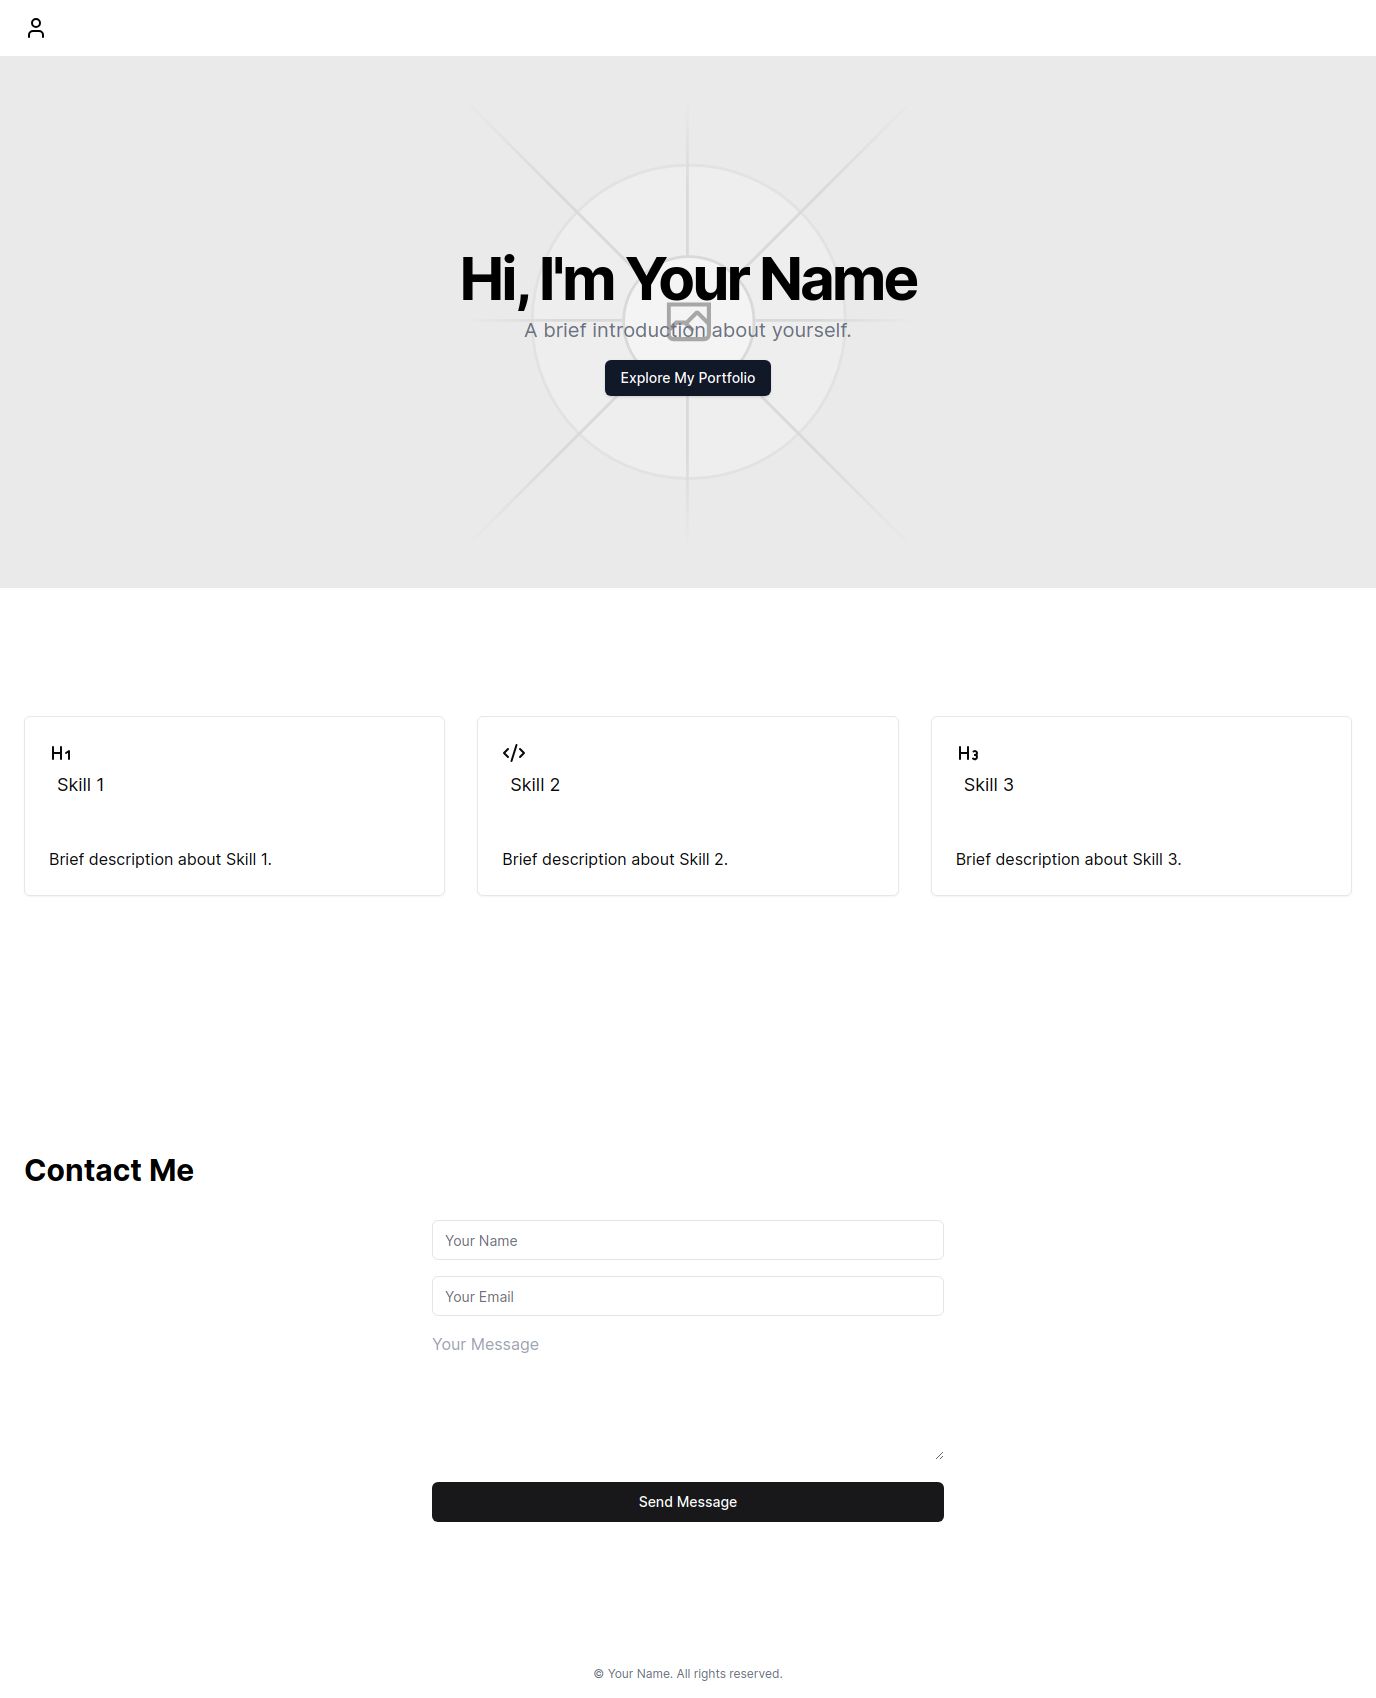 Hi, I'm Your Name
A brief introduction about yourself.
Explore My Portfolio
H1
Skill 1
Brief description about Skill 1.
Skill 2
Brief description about Skill 2.
H3
Skill 3
Brief description about Skill 3.
Contact Me
Your Name
Your Email
Your Message
Send Message
© Your Name. All rights reserved.